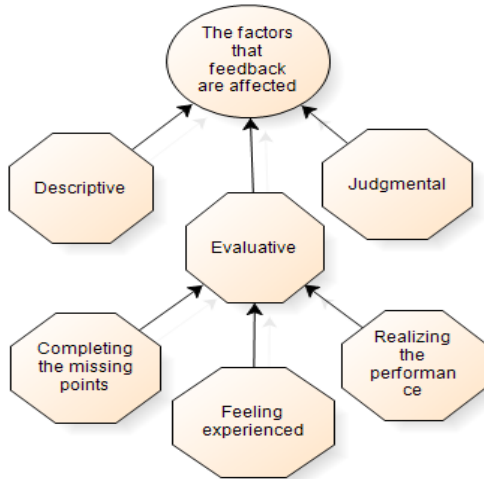 The factors
that
feedback
are affected
Descriptive
Judgmental
Evaluative
Completing
the missing
points
Feeling
experienced
Realizing
the
performan
ce